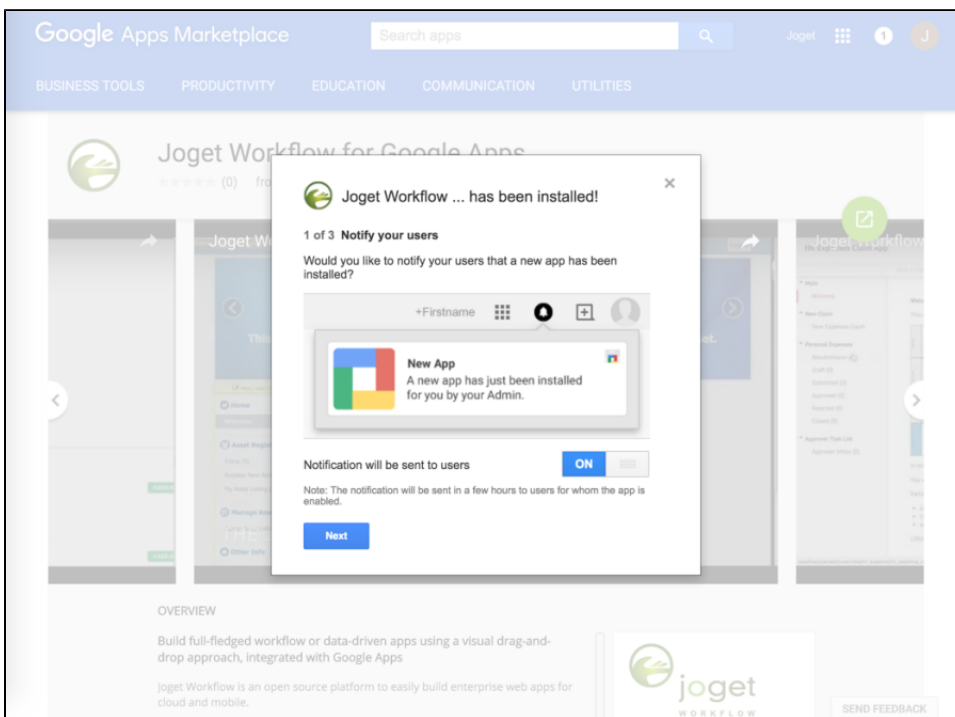 Google Apps Marketplace
Search apps
Joget
1
J
BUSINESS TOOLS PRODUCTIVITY EDUCATION COMMUNICATION UTILITIES
Joget Workflow for Google Apps
(0)
Joget Workflow ... has been installed!
1 of 3 Notify your users
Would you like to notify your users that a new app has been
installed?
+Firstname
New App
A new app has just been installed
for you by your Admin.
Notification will be sent to users
ON
Note: The notification will be sent in a few hours to users for whom the app is
enabled.
Next
OVERVIEW
Build full-fledged workflow or data-driven apps using a visual drag-and-
drop approach, integrated with Google Apps
Joget Workflow is an open source platform to easily build enterprise web apps for
cloud and mobile.
joget
WORKFLOW
SEND FEEDBACK